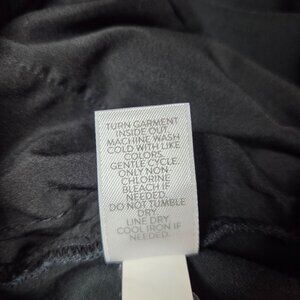 TURN GARMENT
INSIDE OUT.
MACHINE WASH
COLD WITH LIKE
COLORS.
GENTLE CYCLE.
ONLY NON-
CHLORINE
BLEACH IF
NEEDED.
DO NOT TUMBLE
DRY.
LINE DRY
COOL IRON IF
NEEDED.